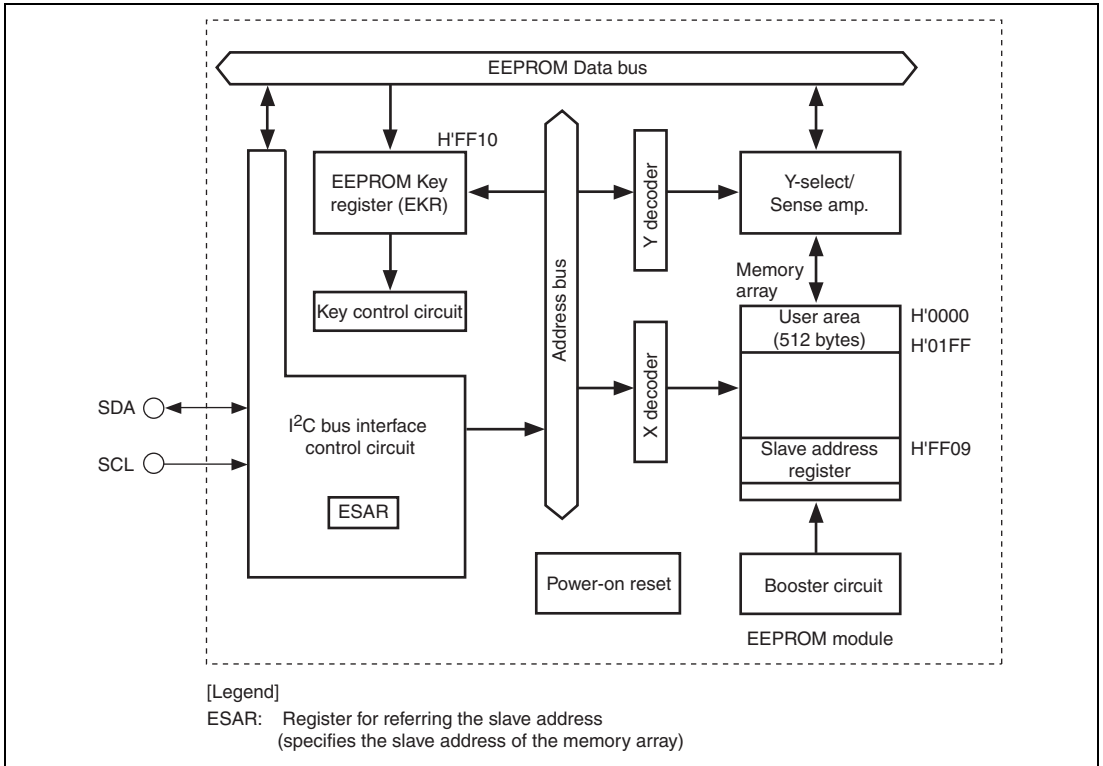 EEPROM Data bus
H'FF10
EEPROM Key
register (EKR)
Y decoder
Y-select/
Sense amp.
Key control circuit
Address bus
Memory
array
User area
(512 bytes)
H'0000
H'01FF
X decoder
SDA
SCL
I2C bus interface
control circuit
Slave address
register
H'FF09
ESAR
Power-on reset
Booster circuit
EEPROM module
[Legend]
ESAR: Register for referring the slave address
(specifies the slave address of the memory array)